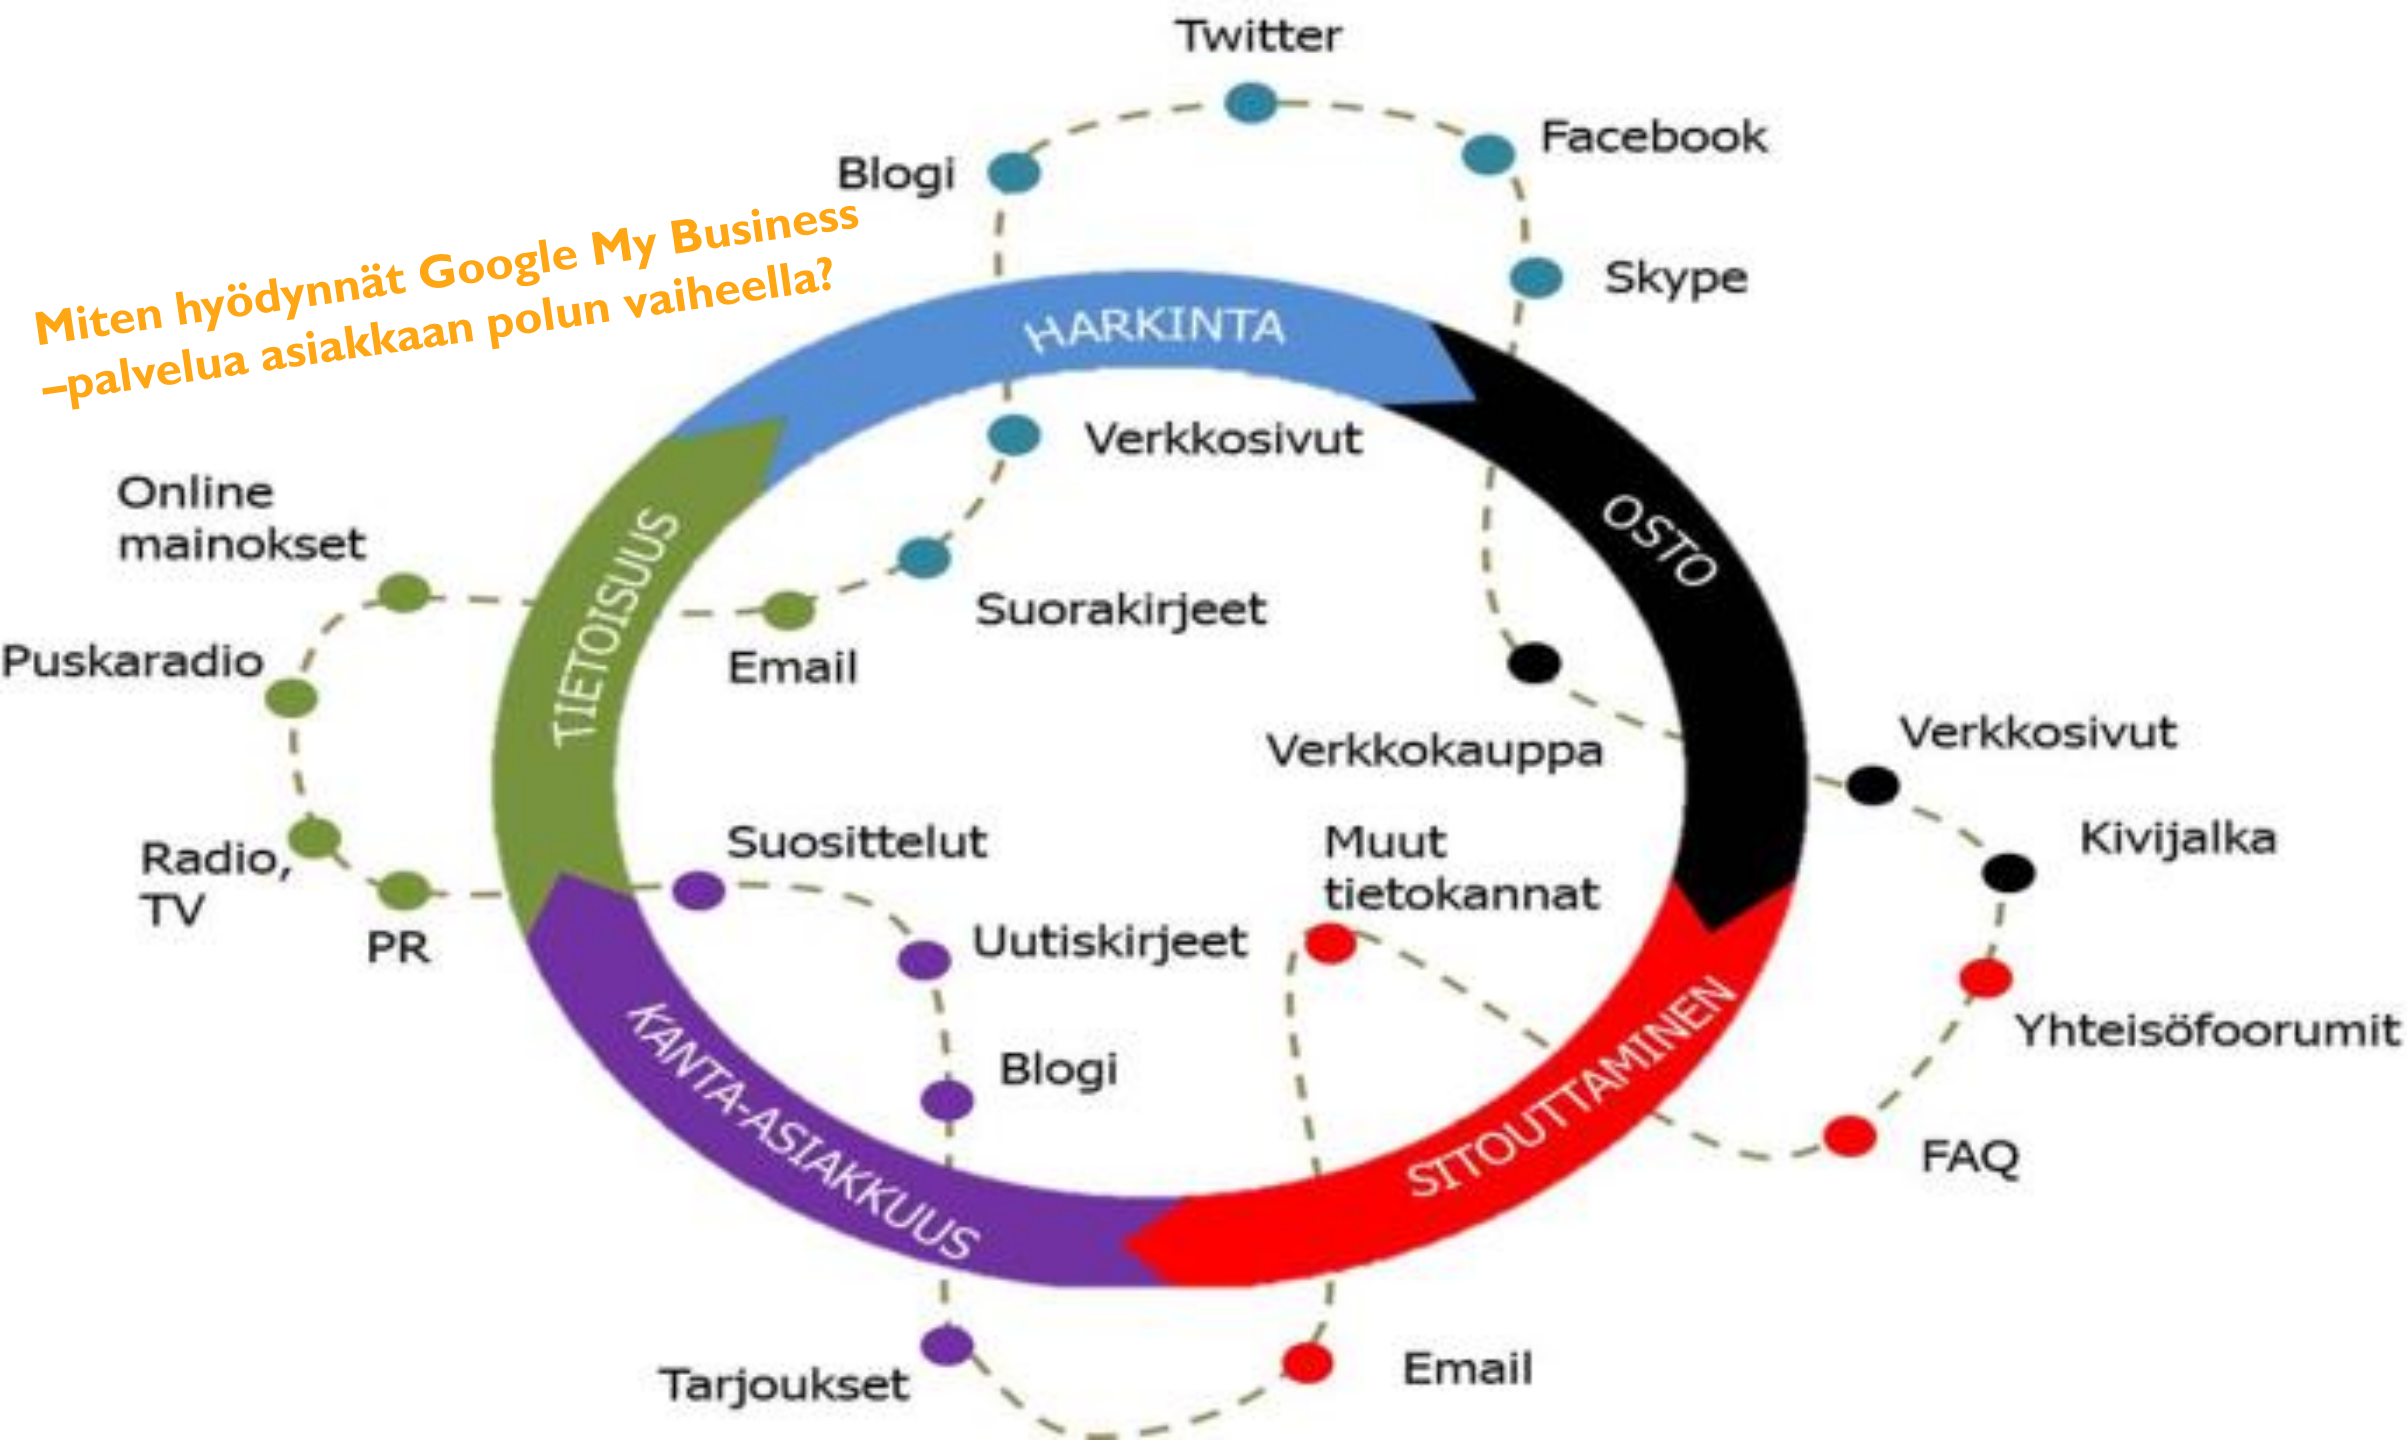 Twitter
Facebook
Blogi
Skype
Miten hyödynnät Google My Business
–palvelua asiakkaan polun vaiheella?
HARKINTA
Verkkosivut
Online
mainokset
OSTO
TIETOISUUS
Suorakirjeet
Puskaradio
Email
Verkkosivut
Verkkokauppa
Suosittelut
Muut
tietokannat
Kivijalka
Radio,
TV
PR
Uutiskirjeet
Yhteisöfoorumit
SITOUTTAMINEN
Blogi
KANTA-ASIAKKUUS
FAQ
Tarjoukset
Email